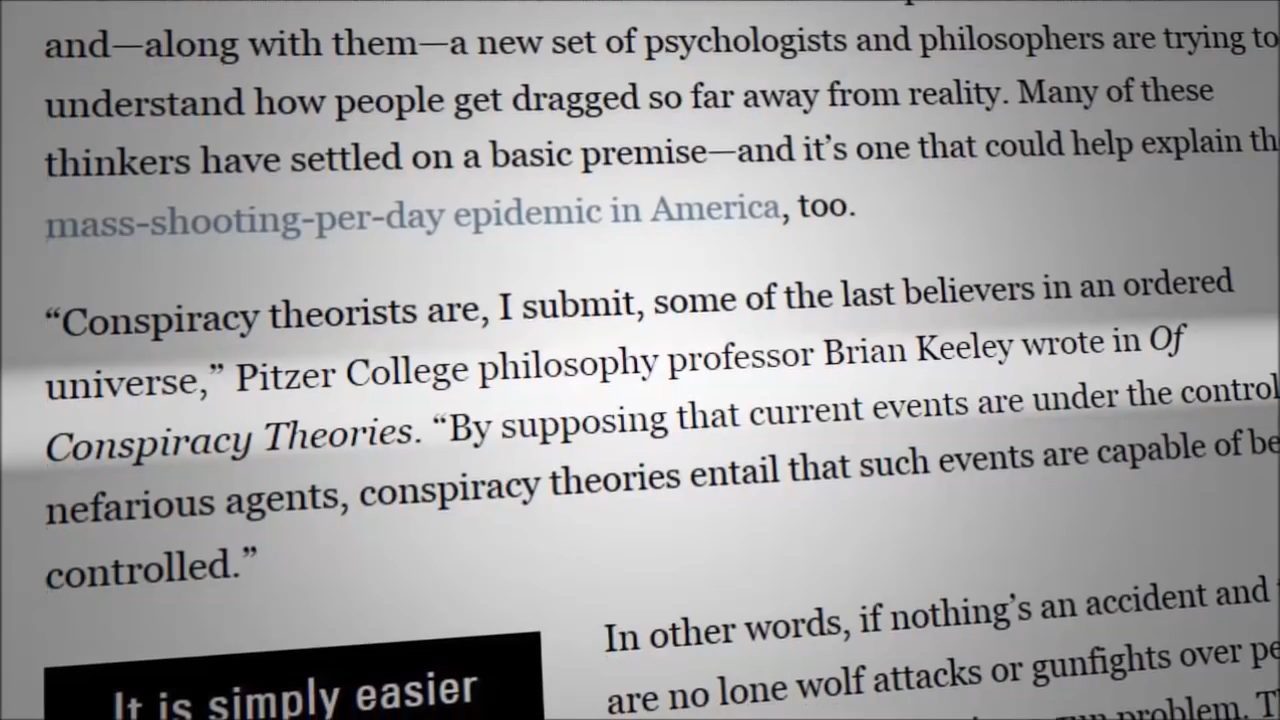 and—along with them—a new set of psychologists and philosophers are trying to
understand how people get dragged so far away from reality. Many of these
thinkers have settled on a basic premise—and it’s one that could help explain th
mass-shooting-per-day epidemic in America, too.
“Conspiracy theorists are, I submit, some of the last believers in an ordered
universe,” Pitzer College philosophy professor Brian Keeley wrote in Of
Conspiracy Theories. “By supposing that current events are under the control
nefarious agents, conspiracy theories entail that such events are capable of be
controlled.”
It is simply easier
In other words, if nothing’s an accident and
are no lone wolf attacks or gunfights over pe
problem. T